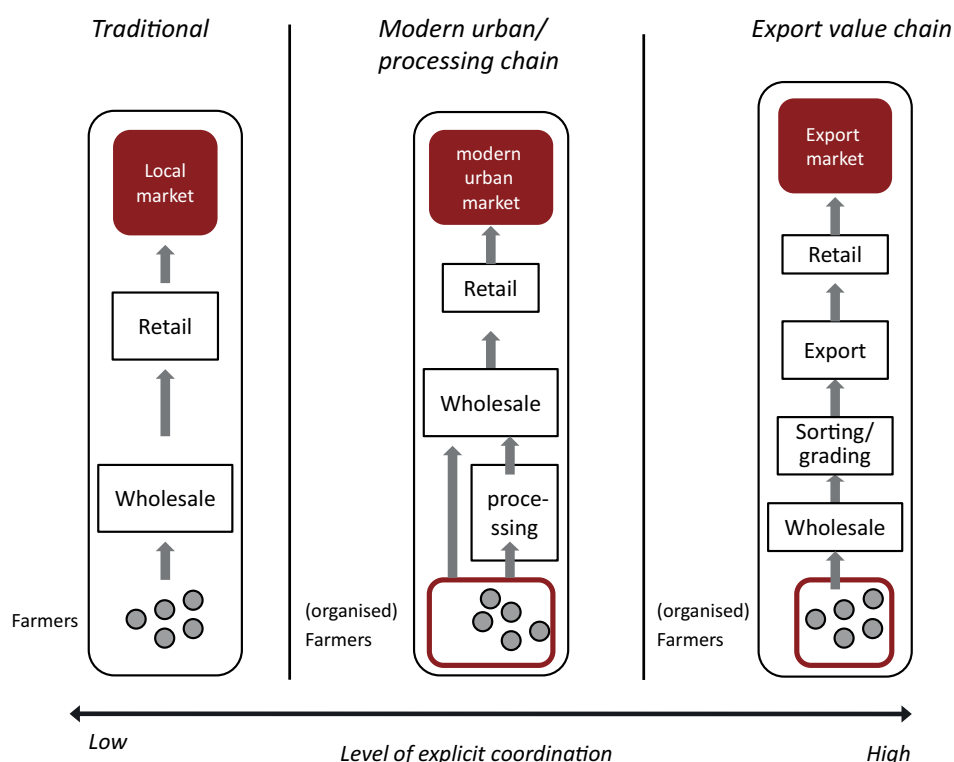 Traditional
Modern urban/
processing chain
Export value chain
Local
market
Retail
Wholesale
Farmers
modern
urban
market
Retail
Wholesale
proce-
ssing
(organised)
Farmers
Export
market
Retail
Export
Sorting/
grading
Wholesale
(organised)
Farmers
Low
Level of explicit coordination
High